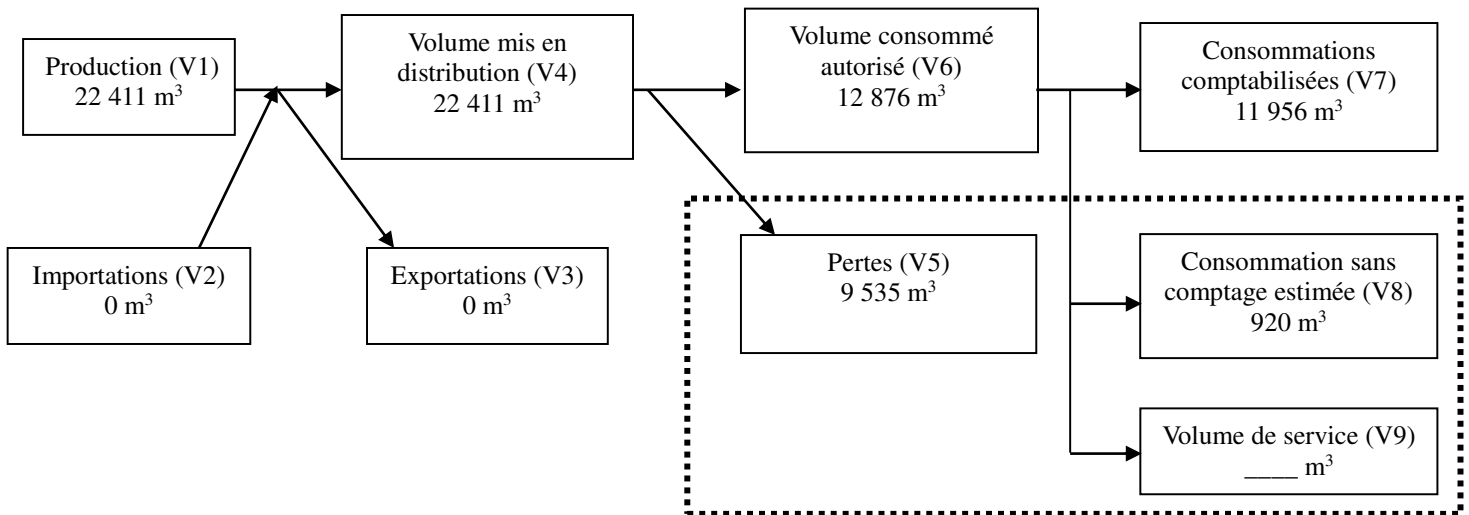 Production (V1)
22 411 m³
Volume mis en
distribution (V4)
22 411 m³
Volume consommé
autorisé (V6)
12 876 m³
Consommations
comptabilisées (V7)
11 956 m³
Importations (V2)
0 m³
Exportations (V3)
0 m³
Pertes (V5)
9 535 m³
Consommation sans
comptage estimée (V8)
920 m³
Volume de service (V9)
____ m³